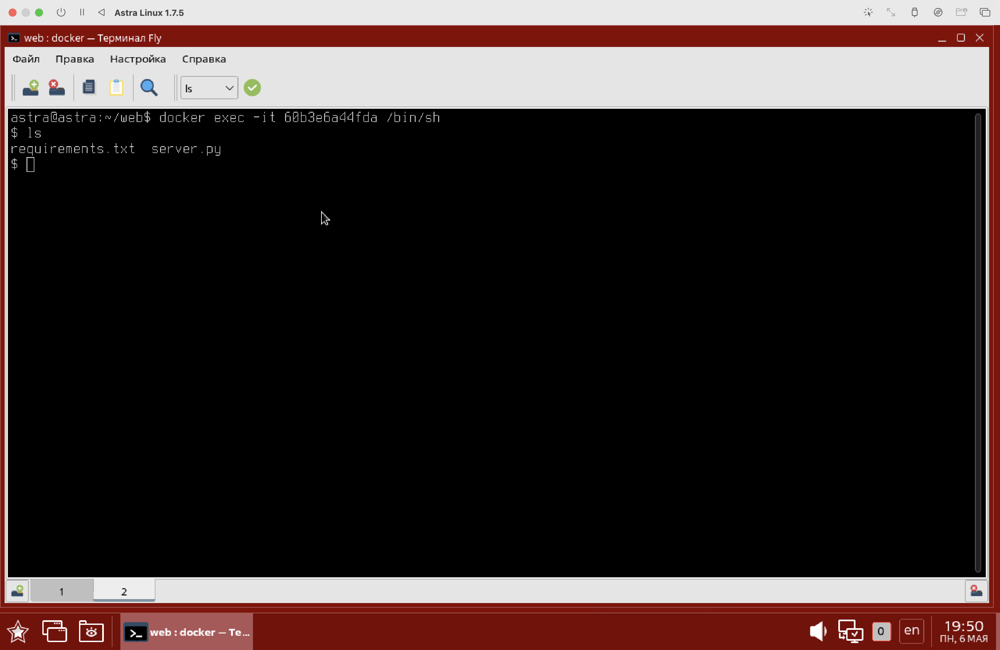 Astra Linux 1.7.5
web : docker — Терминал Fly
Файл Правка Настройка Справка
ls
astra@astra:~/web$ docker exec -it 60b3e6a44fda /bin/sh
$ ls
requirements.txt server.py
$
1 2
web : docker — Te...
0 en 19:50
ПН, 6 МАЯ